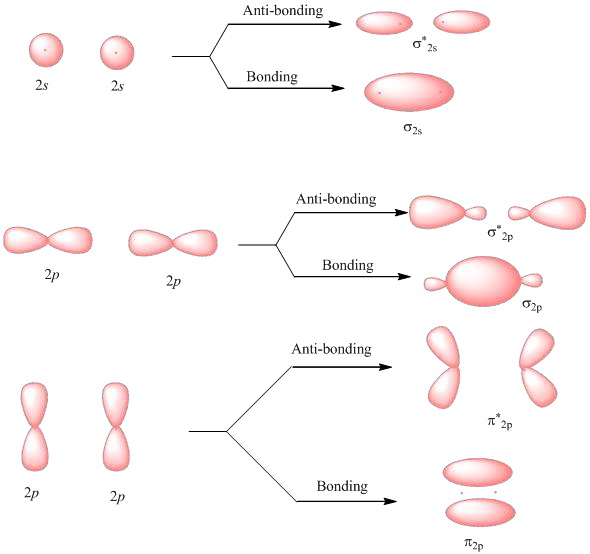 Anti-bonding
σ*2s
2s 2s
Bonding
σ2s
Anti-bonding
σ*2p
2p 2p
Bonding
σ2p
Anti-bonding
π*2p
2p 2p
Bonding
π2p